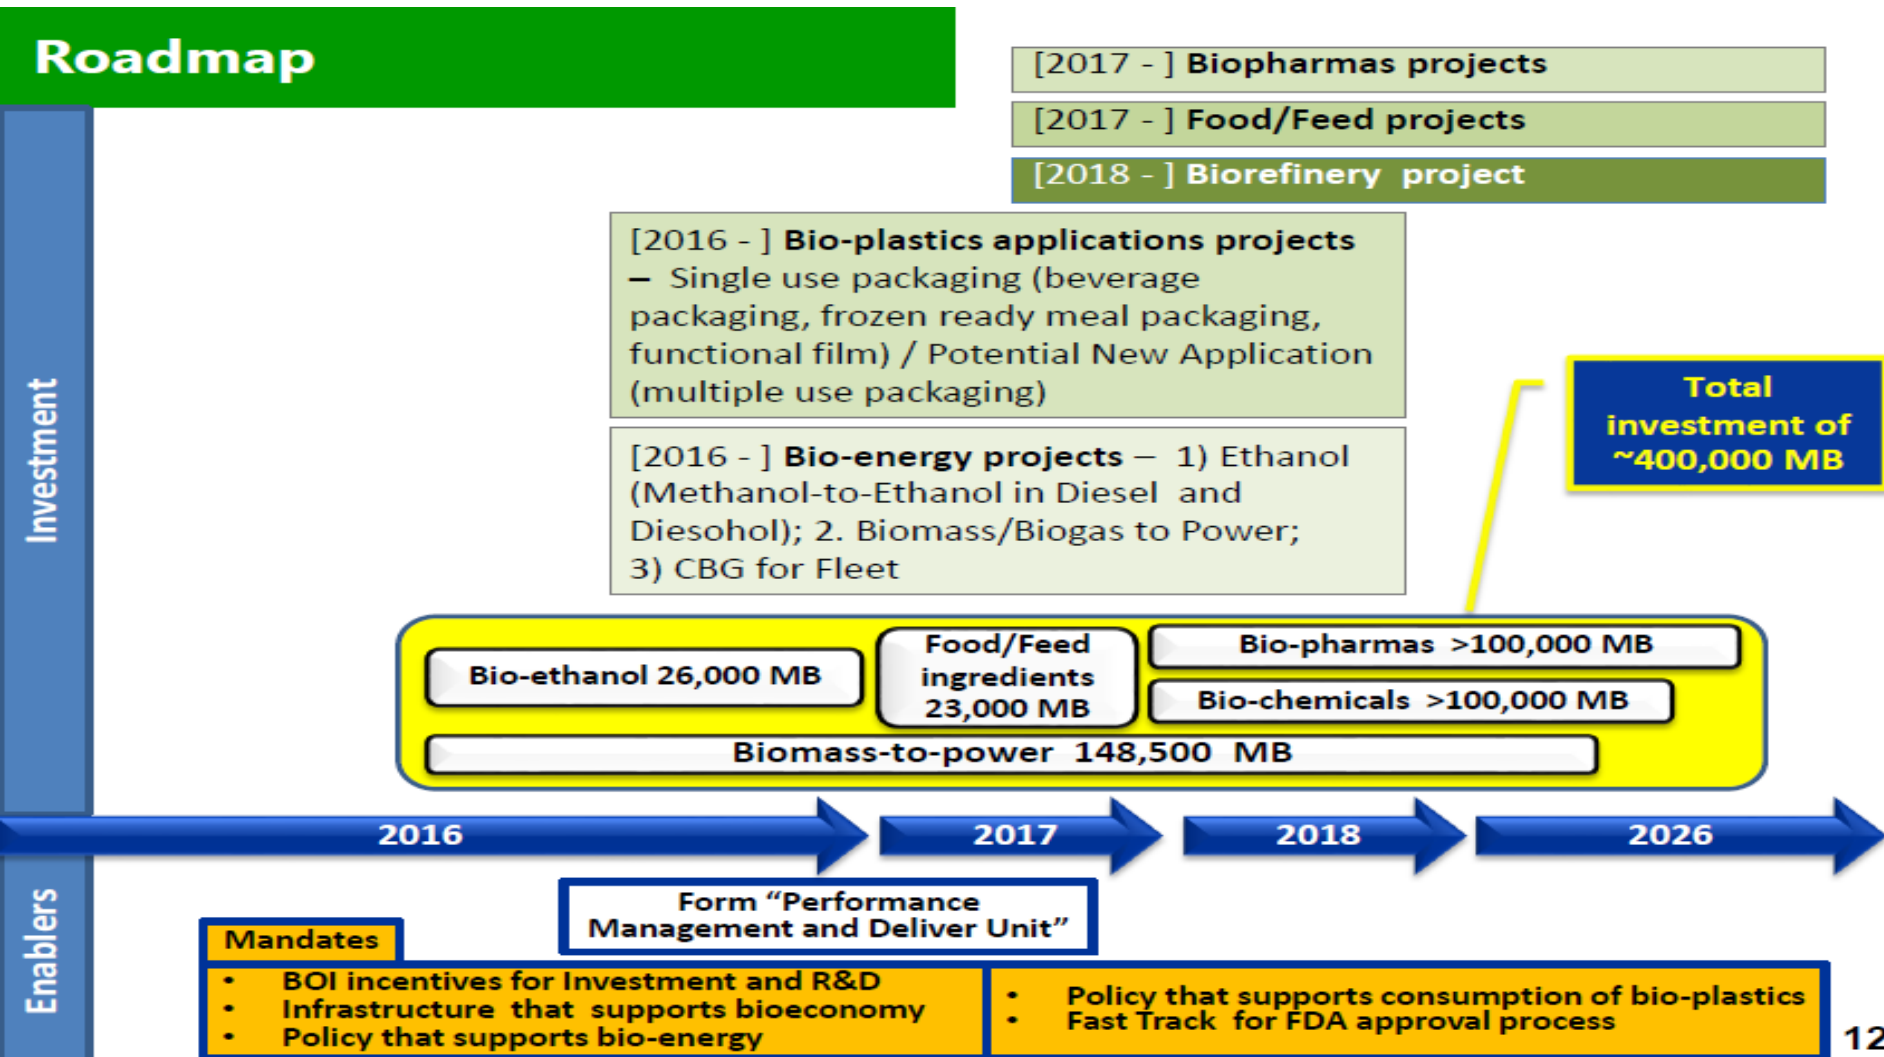 Roadmap
[2017 - ] Biopharmas projects
[2017 - ] Food/Feed projects
[2018 - ] Biorefinery project
[2016 - ] Bio-plastics applications projects
– Single use packaging (beverage
packaging, frozen ready meal packaging,
functional film) / Potential New Application
(multiple use packaging)
[2016 - ] Bio-energy projects – 1) Ethanol
(Methanol-to-Ethanol in Diesel and
Diesohol); 2. Biomass/Biogas to Power;
3) CBG for Fleet
Total
investment of
~400,000 MB
Investment
Bio-ethanol 26,000 MB
Food/Feed
ingredients
23,000 MB
Bio-pharmas >100,000 MB
Bio-chemicals >100,000 MB
Biomass-to-power 148,500 MB
2016
2017
2018
2026
Enablers
Form “Performance
Management and Deliver Unit”
Mandates
• BOI incentives for Investment and R&D
• Infrastructure that supports bioeconomy
• Policy that supports bio-energy
• Policy that supports consumption of bio-plastics
• Fast Track for FDA approval process
12